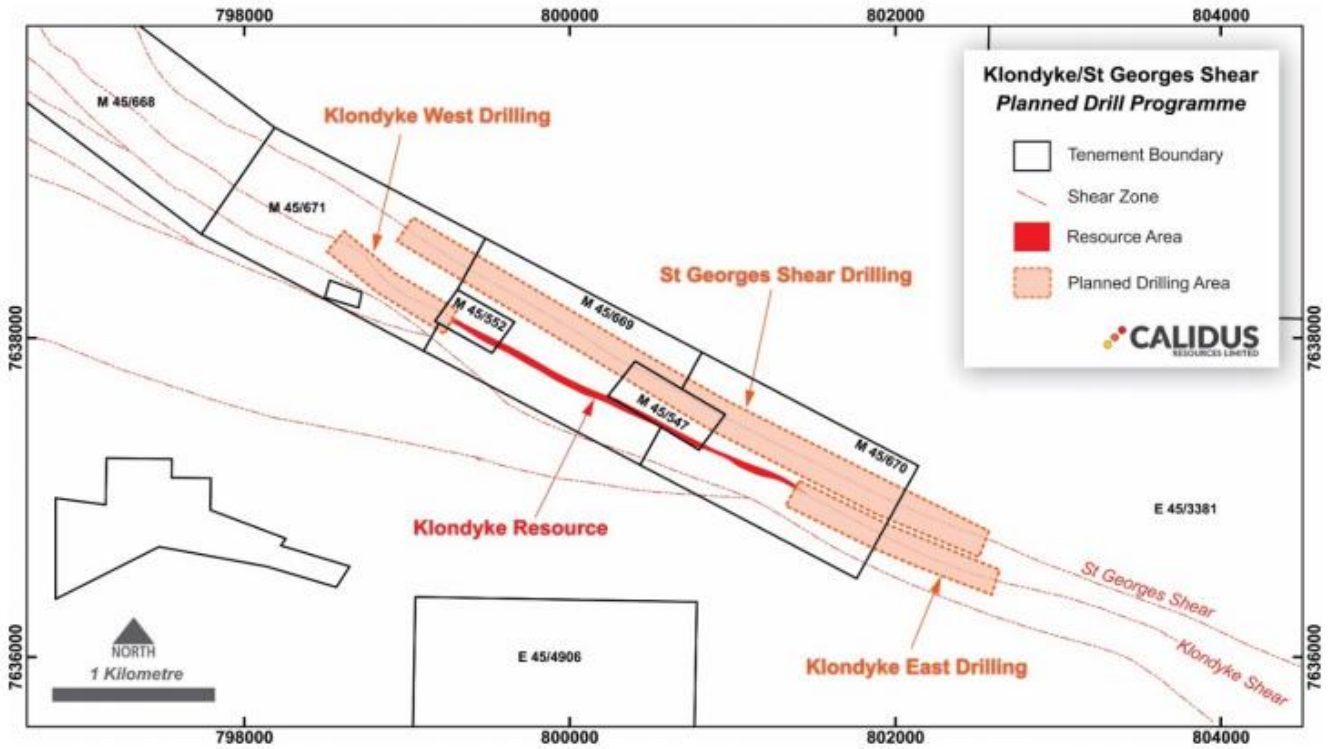 798000
800000
802000
804000
Klondyke/St Georges Shear
Planned Drill Programme
Tenement Boundary
Shear Zone
Resource Area
Planned Drilling Area
CALIDUS
RESOURCES LIMITED
M 45/668
Klondyke West Drilling
M 45/671
St Georges Shear Drilling
M 45/669
M 45/552
7638000
7638000
M 45/547
M 45/670
Klondyke Resource
E 45/3381
St Georges Shear
Klondyke Shear
Klondyke East Drilling
E 45/4906
7636000
7636000
NORTH
1 Kilometre
798000
800000
802000
804000